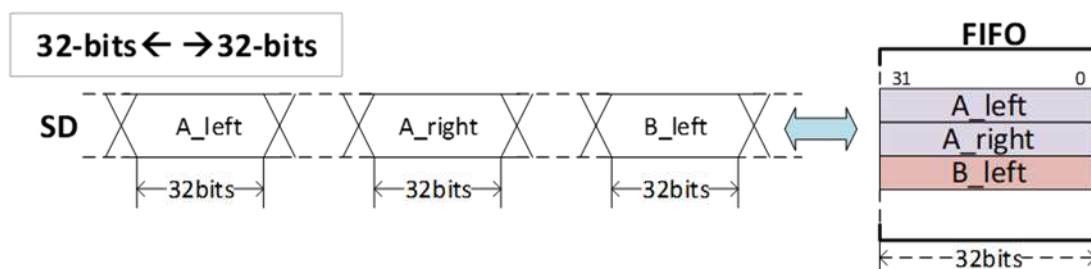 32-bits← →32-bits
FIFO
31 0
SD
A_left
A_right
B_left
A_left
A_right
B_left
32bits
32bits
32bits
32bits